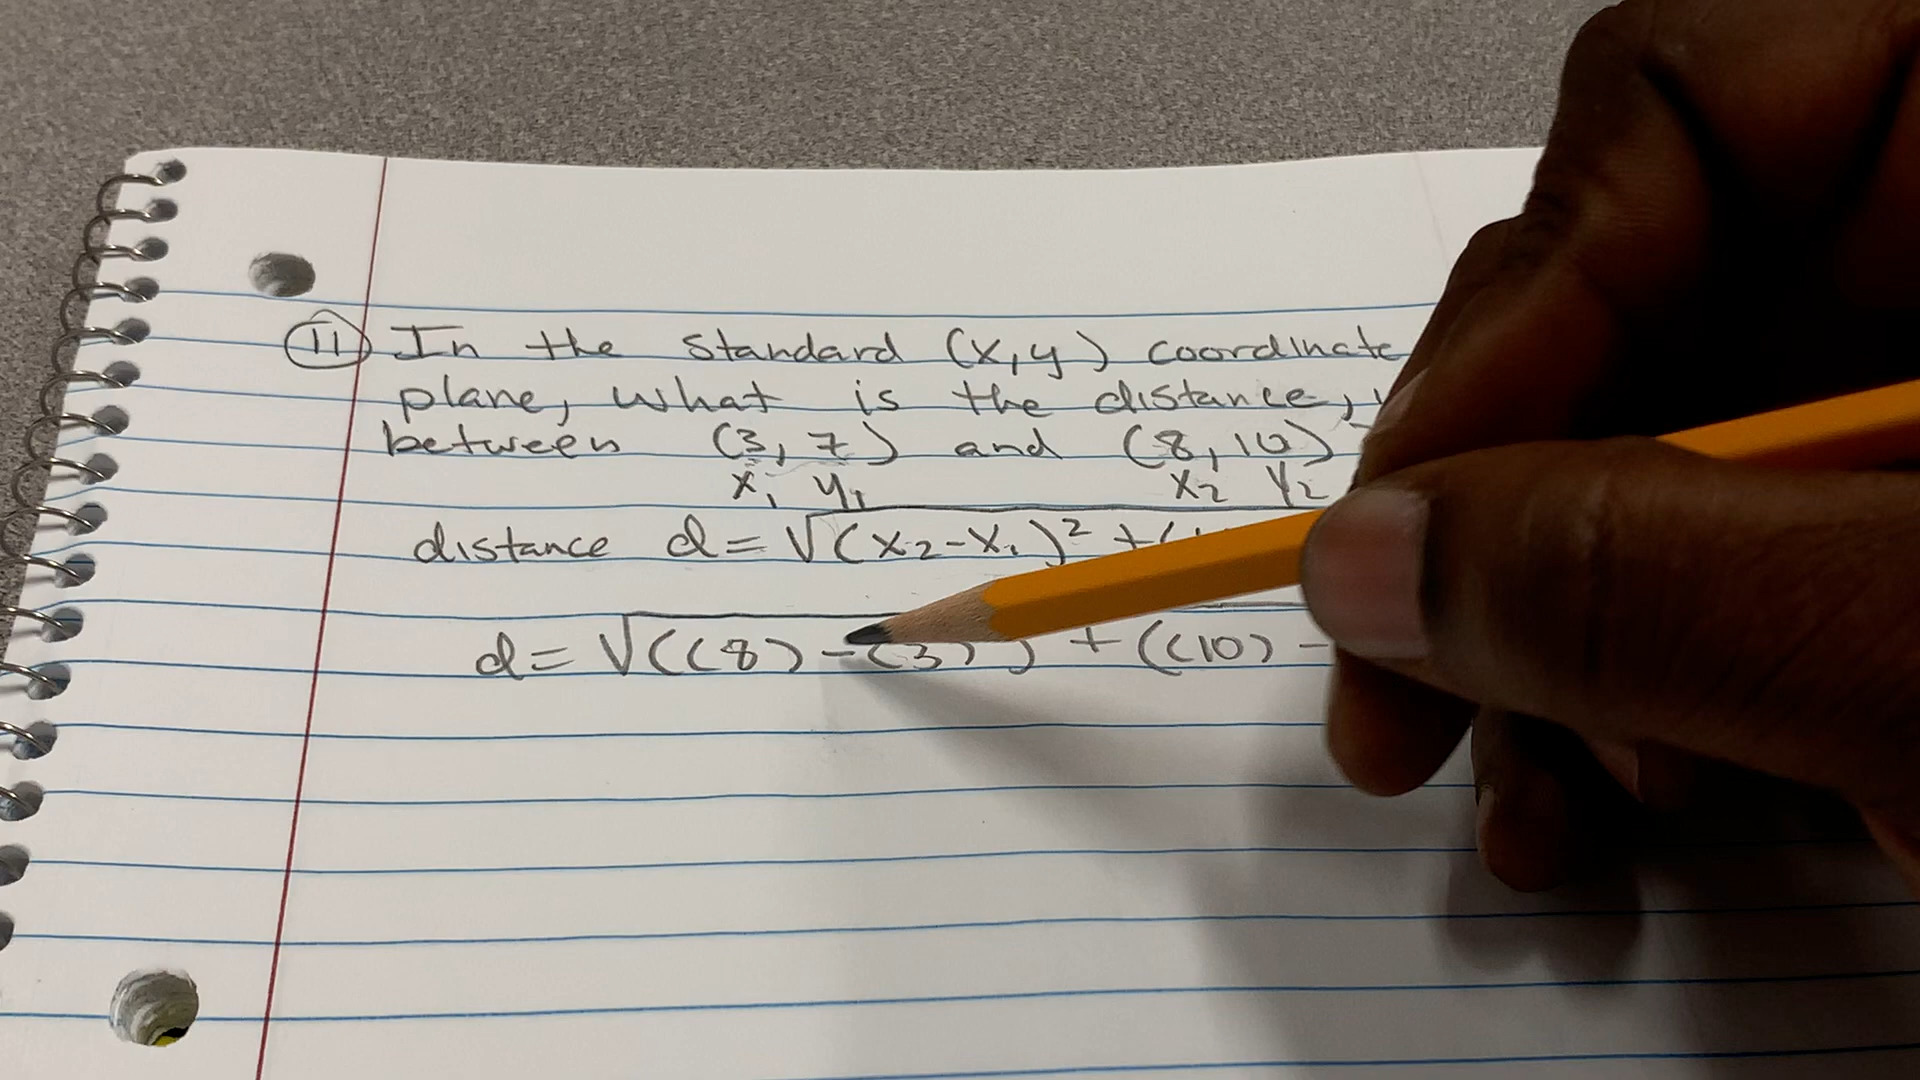 11 In the standard (x,y) coordinate
plane, what is the distance,
between (3, 7) and (8, 10)
x₁ y₁ x₂ y₂
distance d = √(x₂-x₁)² + (
d = √((8) - (3)) + ((10) -